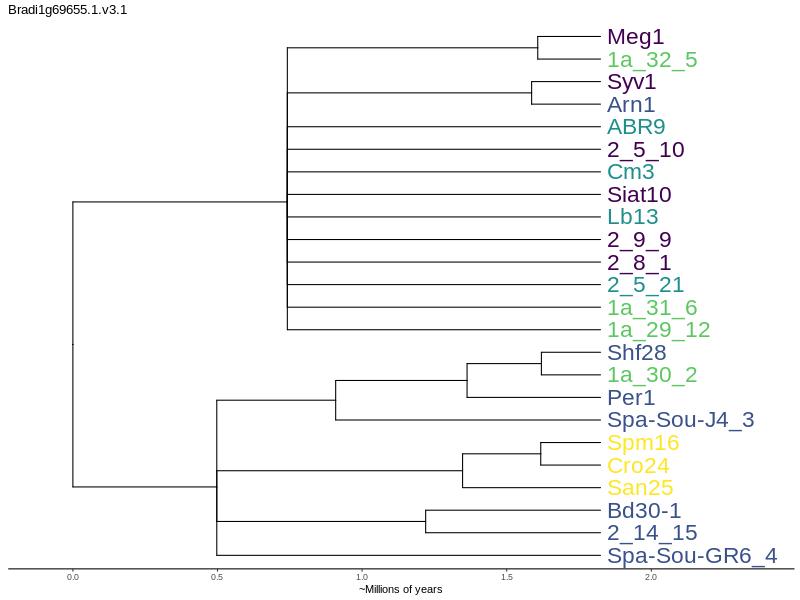 Bradi1g69655.1.v3.1
Meg1
1a_32_5
Syv1
Arn1
ABR9
2_5_10
Cm3
Siat10
Lb13
2_9_9
2_8_1
2_5_21
1a_31_6
1a_29_12
Shf28
1a_30_2
Per1
Spa-Sou-J4_3
Spm16
Cro24
San25
Bd30-1
2_14_15
Spa-Sou-GR6_4
0.0 0.5 1.0 1.5 2.0
~Millions of years